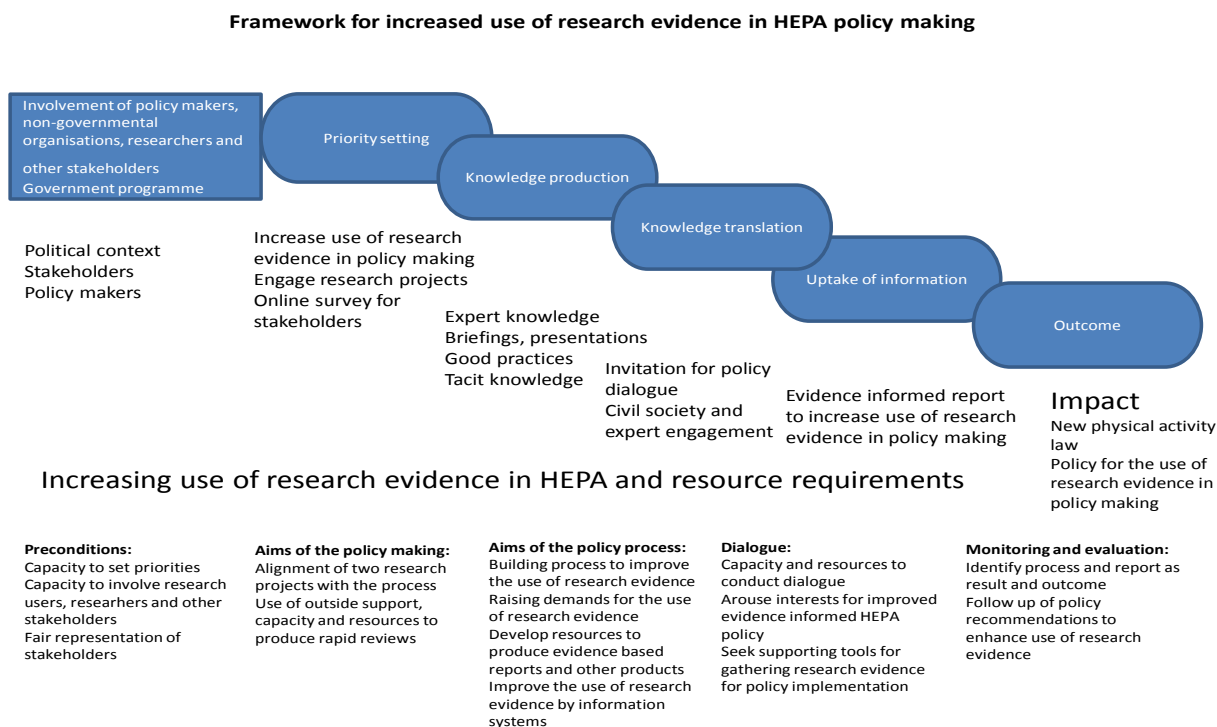 Framework for increased use of research evidence in HEPA policy making
Involvement of policy makers,
non-governmental
organisations, researchers and
other stakeholders
Government programme
Priority setting
Knowledge production
Knowledge translation
Uptake of information
Outcome
Political context
Stakeholders
Policy makers
Increase use of research
evidence in policy making
Engage research projects
Online survey for
stakeholders
Expert knowledge
Briefings, presentations
Good practices
Tacit knowledge
Invitation for policy
dialogue
Civil society and
expert engagement
Evidence informed report
to increase use of research
evidence in policy making
Impact
New physical activity
law
Policy for the use of
research evidence in
policy making
Increasing use of research evidence in HEPA and resource requirements
Preconditions:
Capacity to set priorities
Capacity to involve research
users, researhers and other
stakeholders
Fair representation of
stakeholders
Aims of the policy making:
Alignment of two research
projects with the process
Use of outside support,
capacity and resources to
produce rapid reviews
Aims of the policy process:
Building process to improve
the use of research evidence
Raising demands for the use
of research evidence
Develop resources to
produce evidence based
reports and other products
Improve the use of research
evidence by information
systems
Dialogue:
Capacity and resources to
conduct dialogue
Arouse interests for improved
evidence informed HEPA
policy
Seek supporting tools for
gathering research evidence
for policy implementation
Monitoring and evaluation:
Identify process and report as
result and outcome
Follow up of policy
recommendations to
enhance use of research
evidence